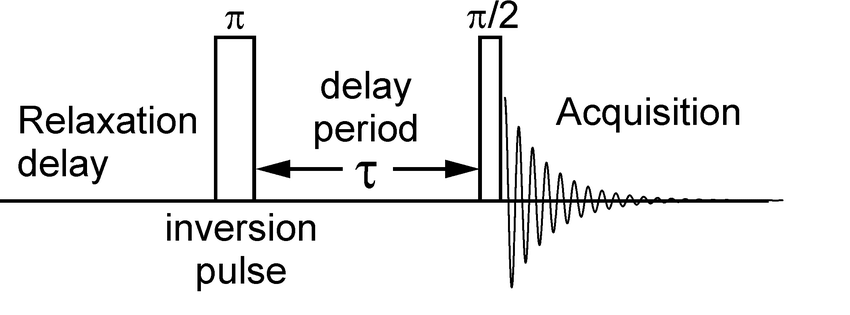 π
π/2
Relaxation
delay
delay
period
τ
Acquisition
inversion
pulse